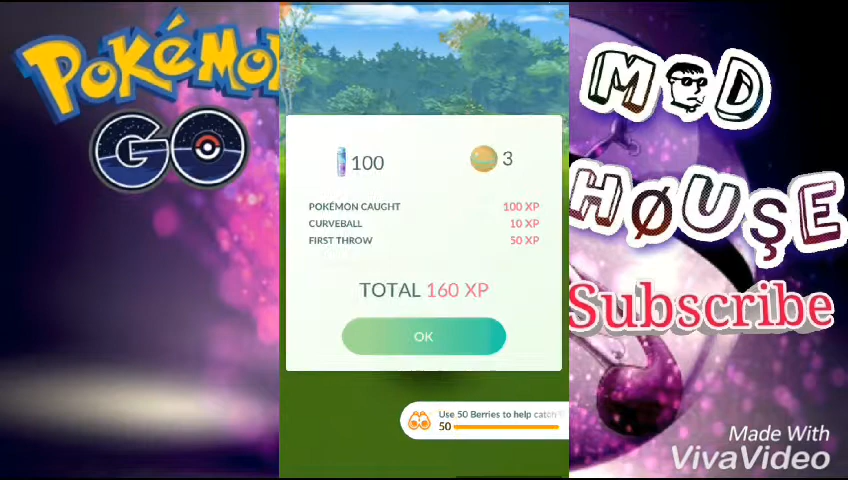 POKÉMON
GO
100
3
POKÉMON CAUGHT 100 XP
CURVEBALL 10 XP
FIRST THROW 50 XP
TOTAL 160 XP
OK
Use 50 Berries to help catch
50
MOD
HØUŞE
Subscribe
Made With
VivaVideo